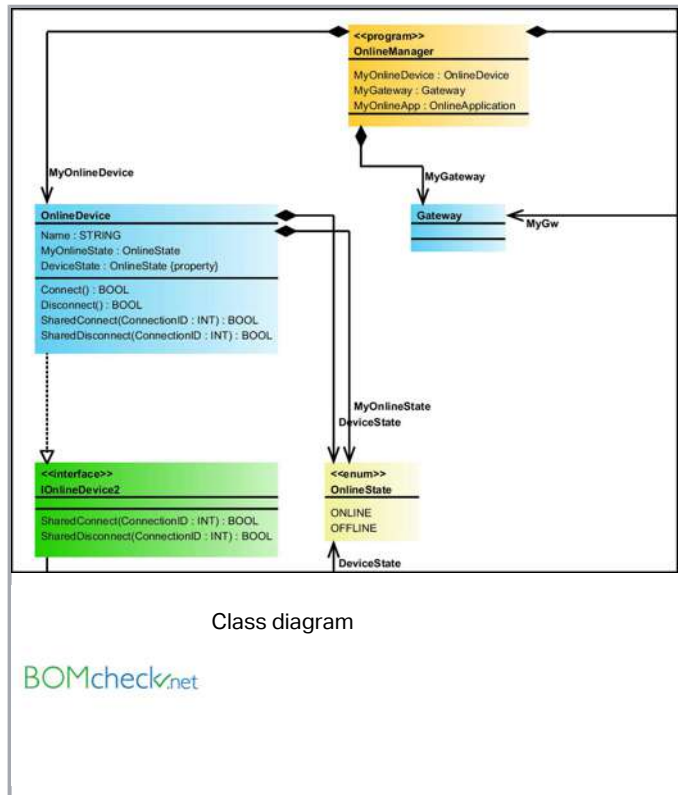 <<program>>
OnlineManager
MyOnlineDevice : OnlineDevice
MyGateway : Gateway
MyOnlineApp : OnlineApplication
MyOnlineDevice
MyGateway
OnlineDevice
Name : STRING
MyOnlineState : OnlineState
DeviceState : OnlineState {property}
Connect() : BOOL
Disconnect() : BOOL
SharedConnect(ConnectionID : INT) : BOOL
SharedDisconnect(ConnectionID : INT) : BOOL
Gateway
MyGw
MyOnlineState
DeviceState
<<interface>>
IOnlineDevice2
SharedConnect(ConnectionID : INT) : BOOL
SharedDisconnect(ConnectionID : INT) : BOOL
<<enum>>
OnlineState
ONLINE
OFFLINE
DeviceState
Class diagram
BOMcheck.net